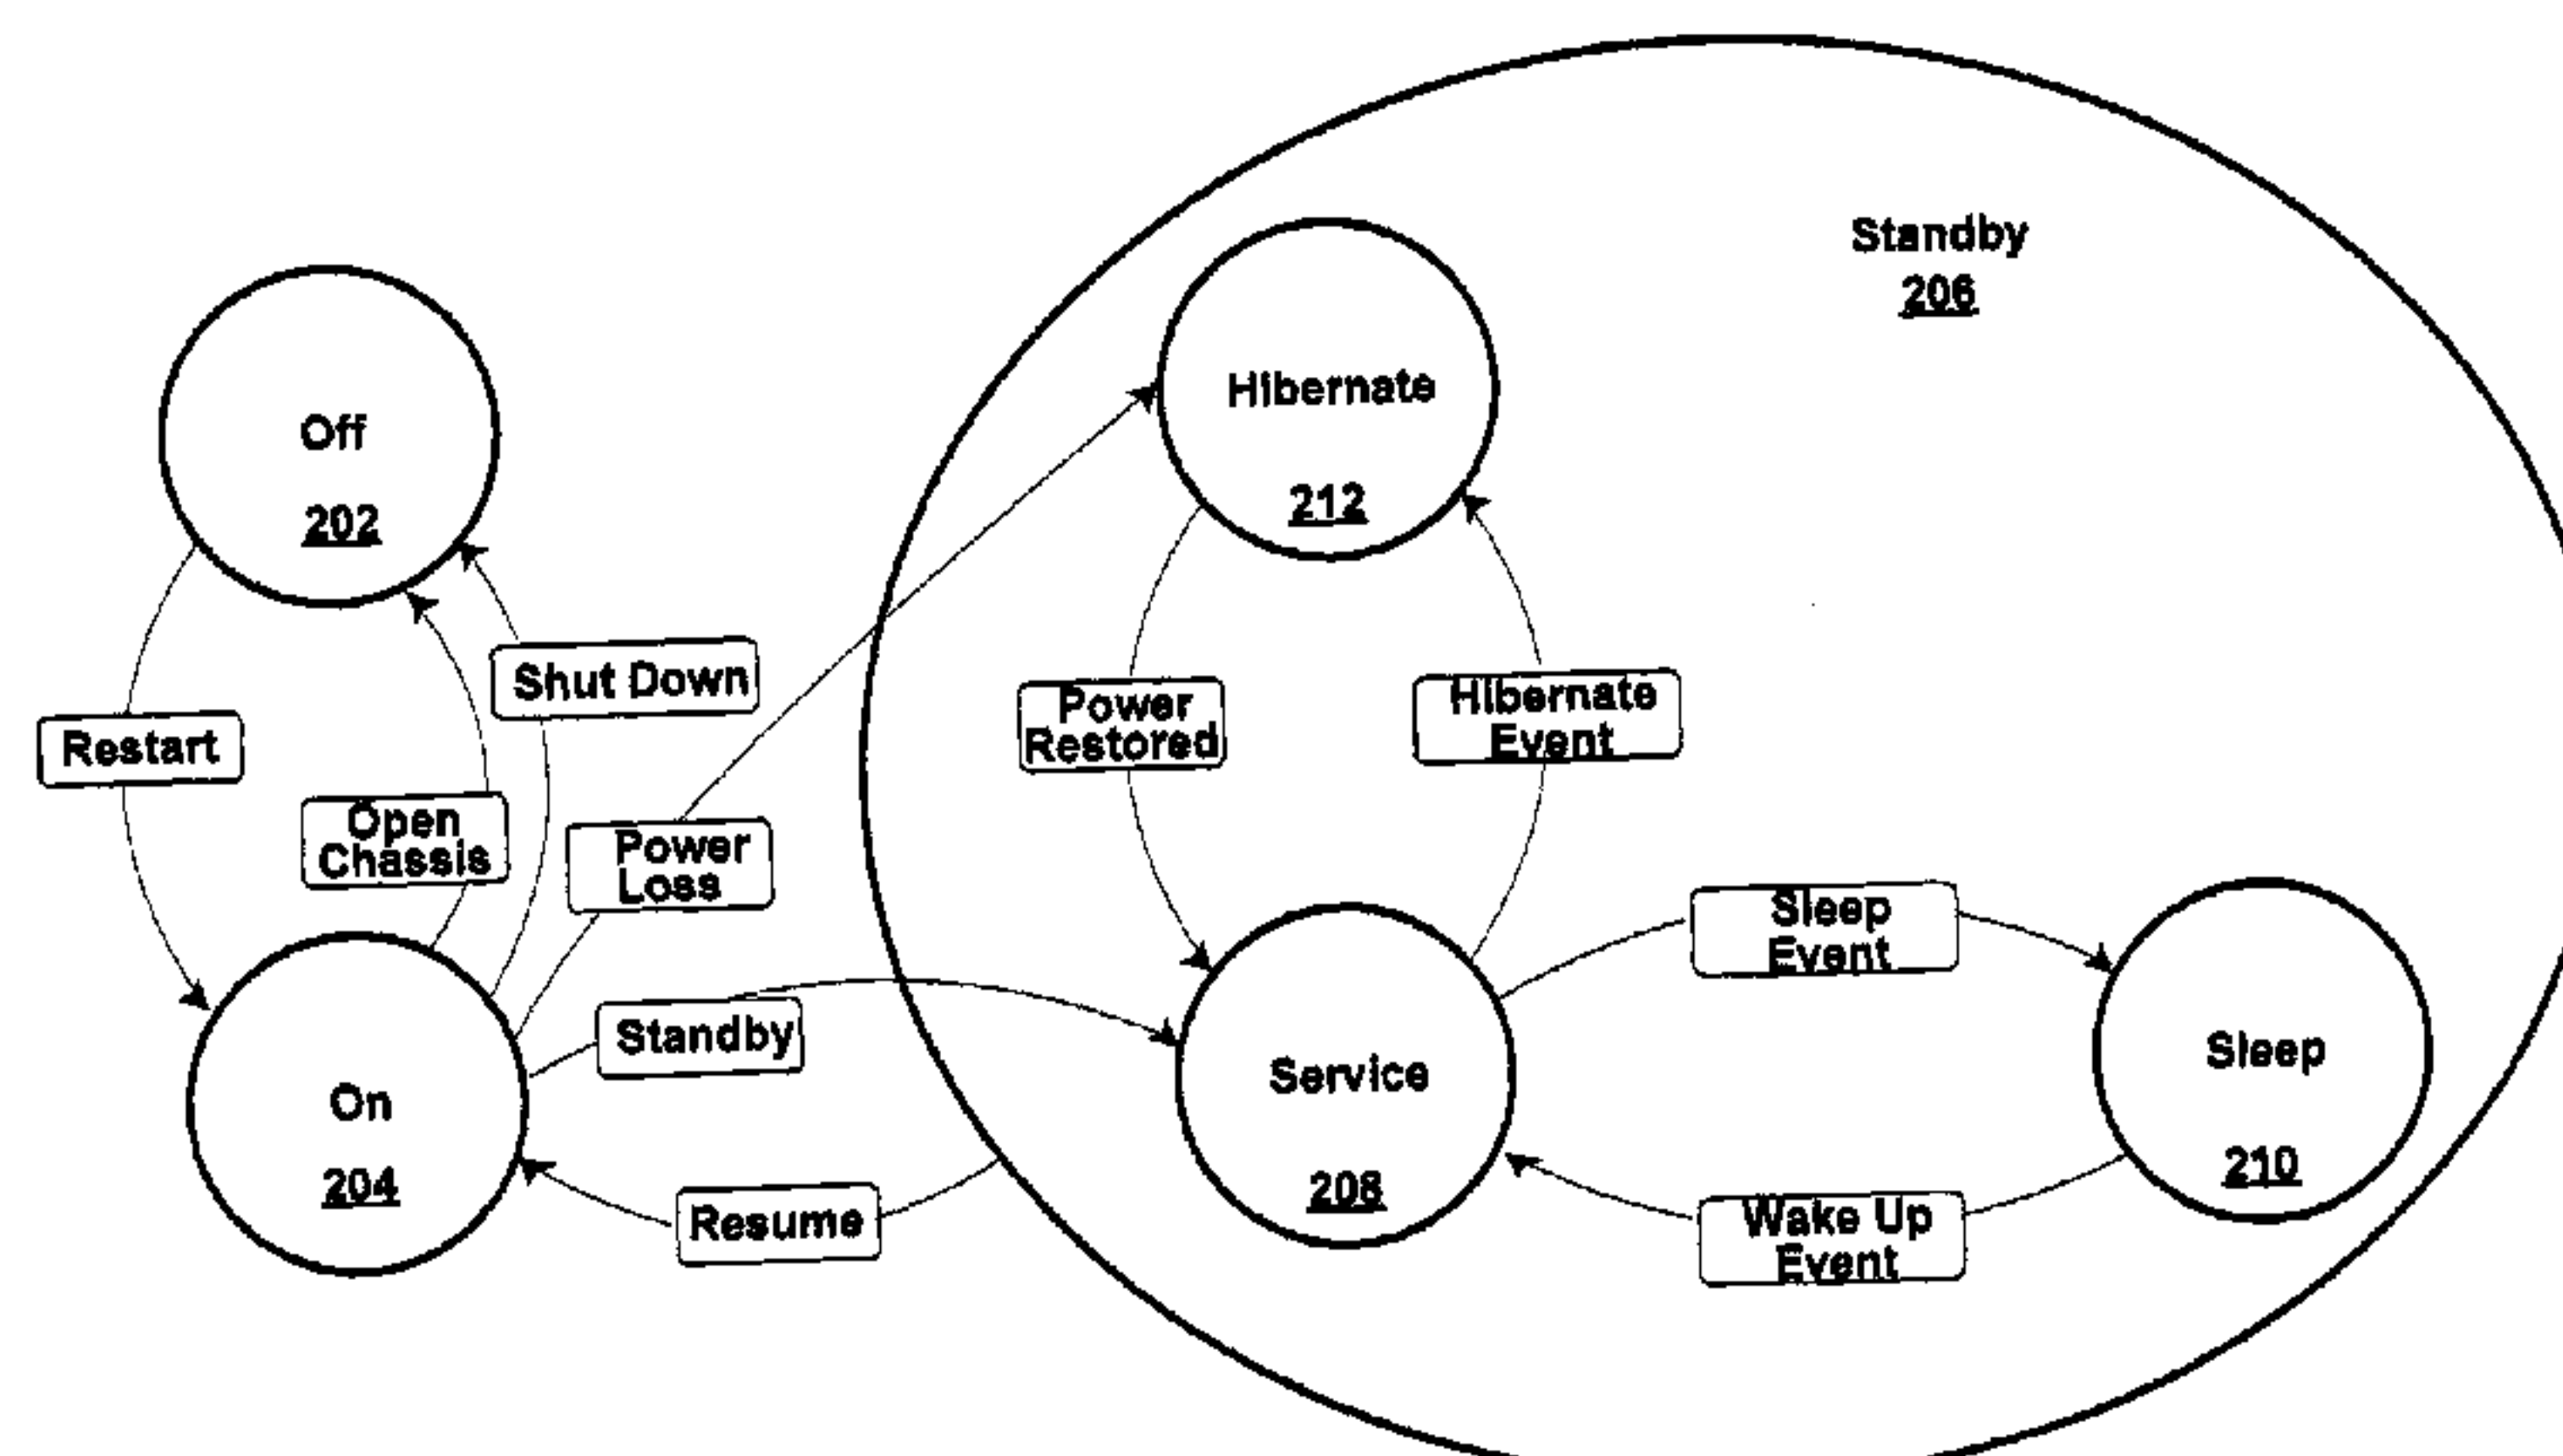 Standby
206
Hibernate
212
Off
202
Shut Down
Restart
Open
Chassis
Power
Loss
Power
Restored
Hibernate
Event
Sleep
Event
Standby
On
204
Resume
Service
208
Sleep
210
Wake Up
Event